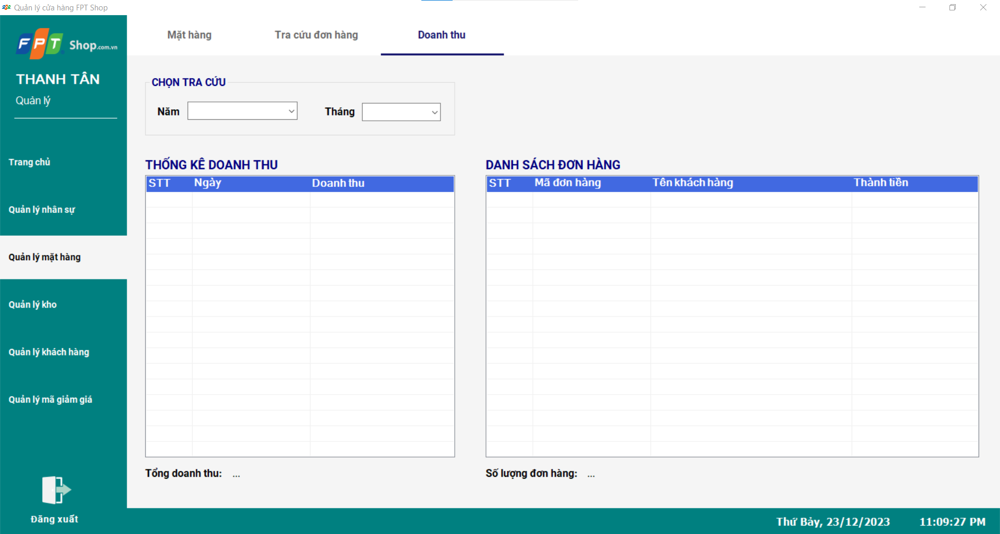 Quản lý cửa hàng FPT Shop
FPT Shop.com.vn
THANH TÂN
Quản lý
Trang chủ
Quản lý nhân sự
Quản lý mặt hàng
Quản lý kho
Quản lý khách hàng
Quản lý mã giảm giá
Đăng xuất
Mặt hàng Tra cứu đơn hàng Doanh thu
CHỌN TRA CỨU
Năm Tháng
THỐNG KÊ DOANH THU
STT Ngày Doanh thu
Tổng doanh thu: ...
DANH SÁCH ĐƠN HÀNG
STT Mã đơn hàng Tên khách hàng Thành tiền
Số lượng đơn hàng: ...
Thứ Bảy, 23/12/2023 11:09:27 PM